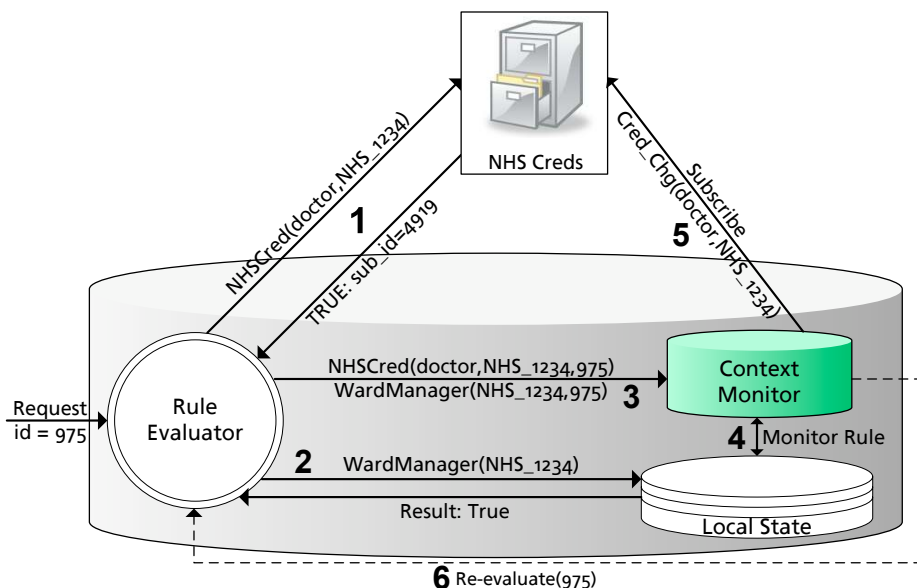 NHS Creds
NHSCred(doctor,NHS_1234)
1
TRUE: sub_id=4919
Subscribe
Cred_Chg(doctor,NHS_1234)
5
Request
id = 975
Rule
Evaluator
NHSCred(doctor,NHS_1234,975)
WardManager(NHS_1234,975)
3
Context
Monitor
4 Monitor Rule
2 WardManager(NHS_1234)
Result: True
Local State
6 Re-evaluate(975)